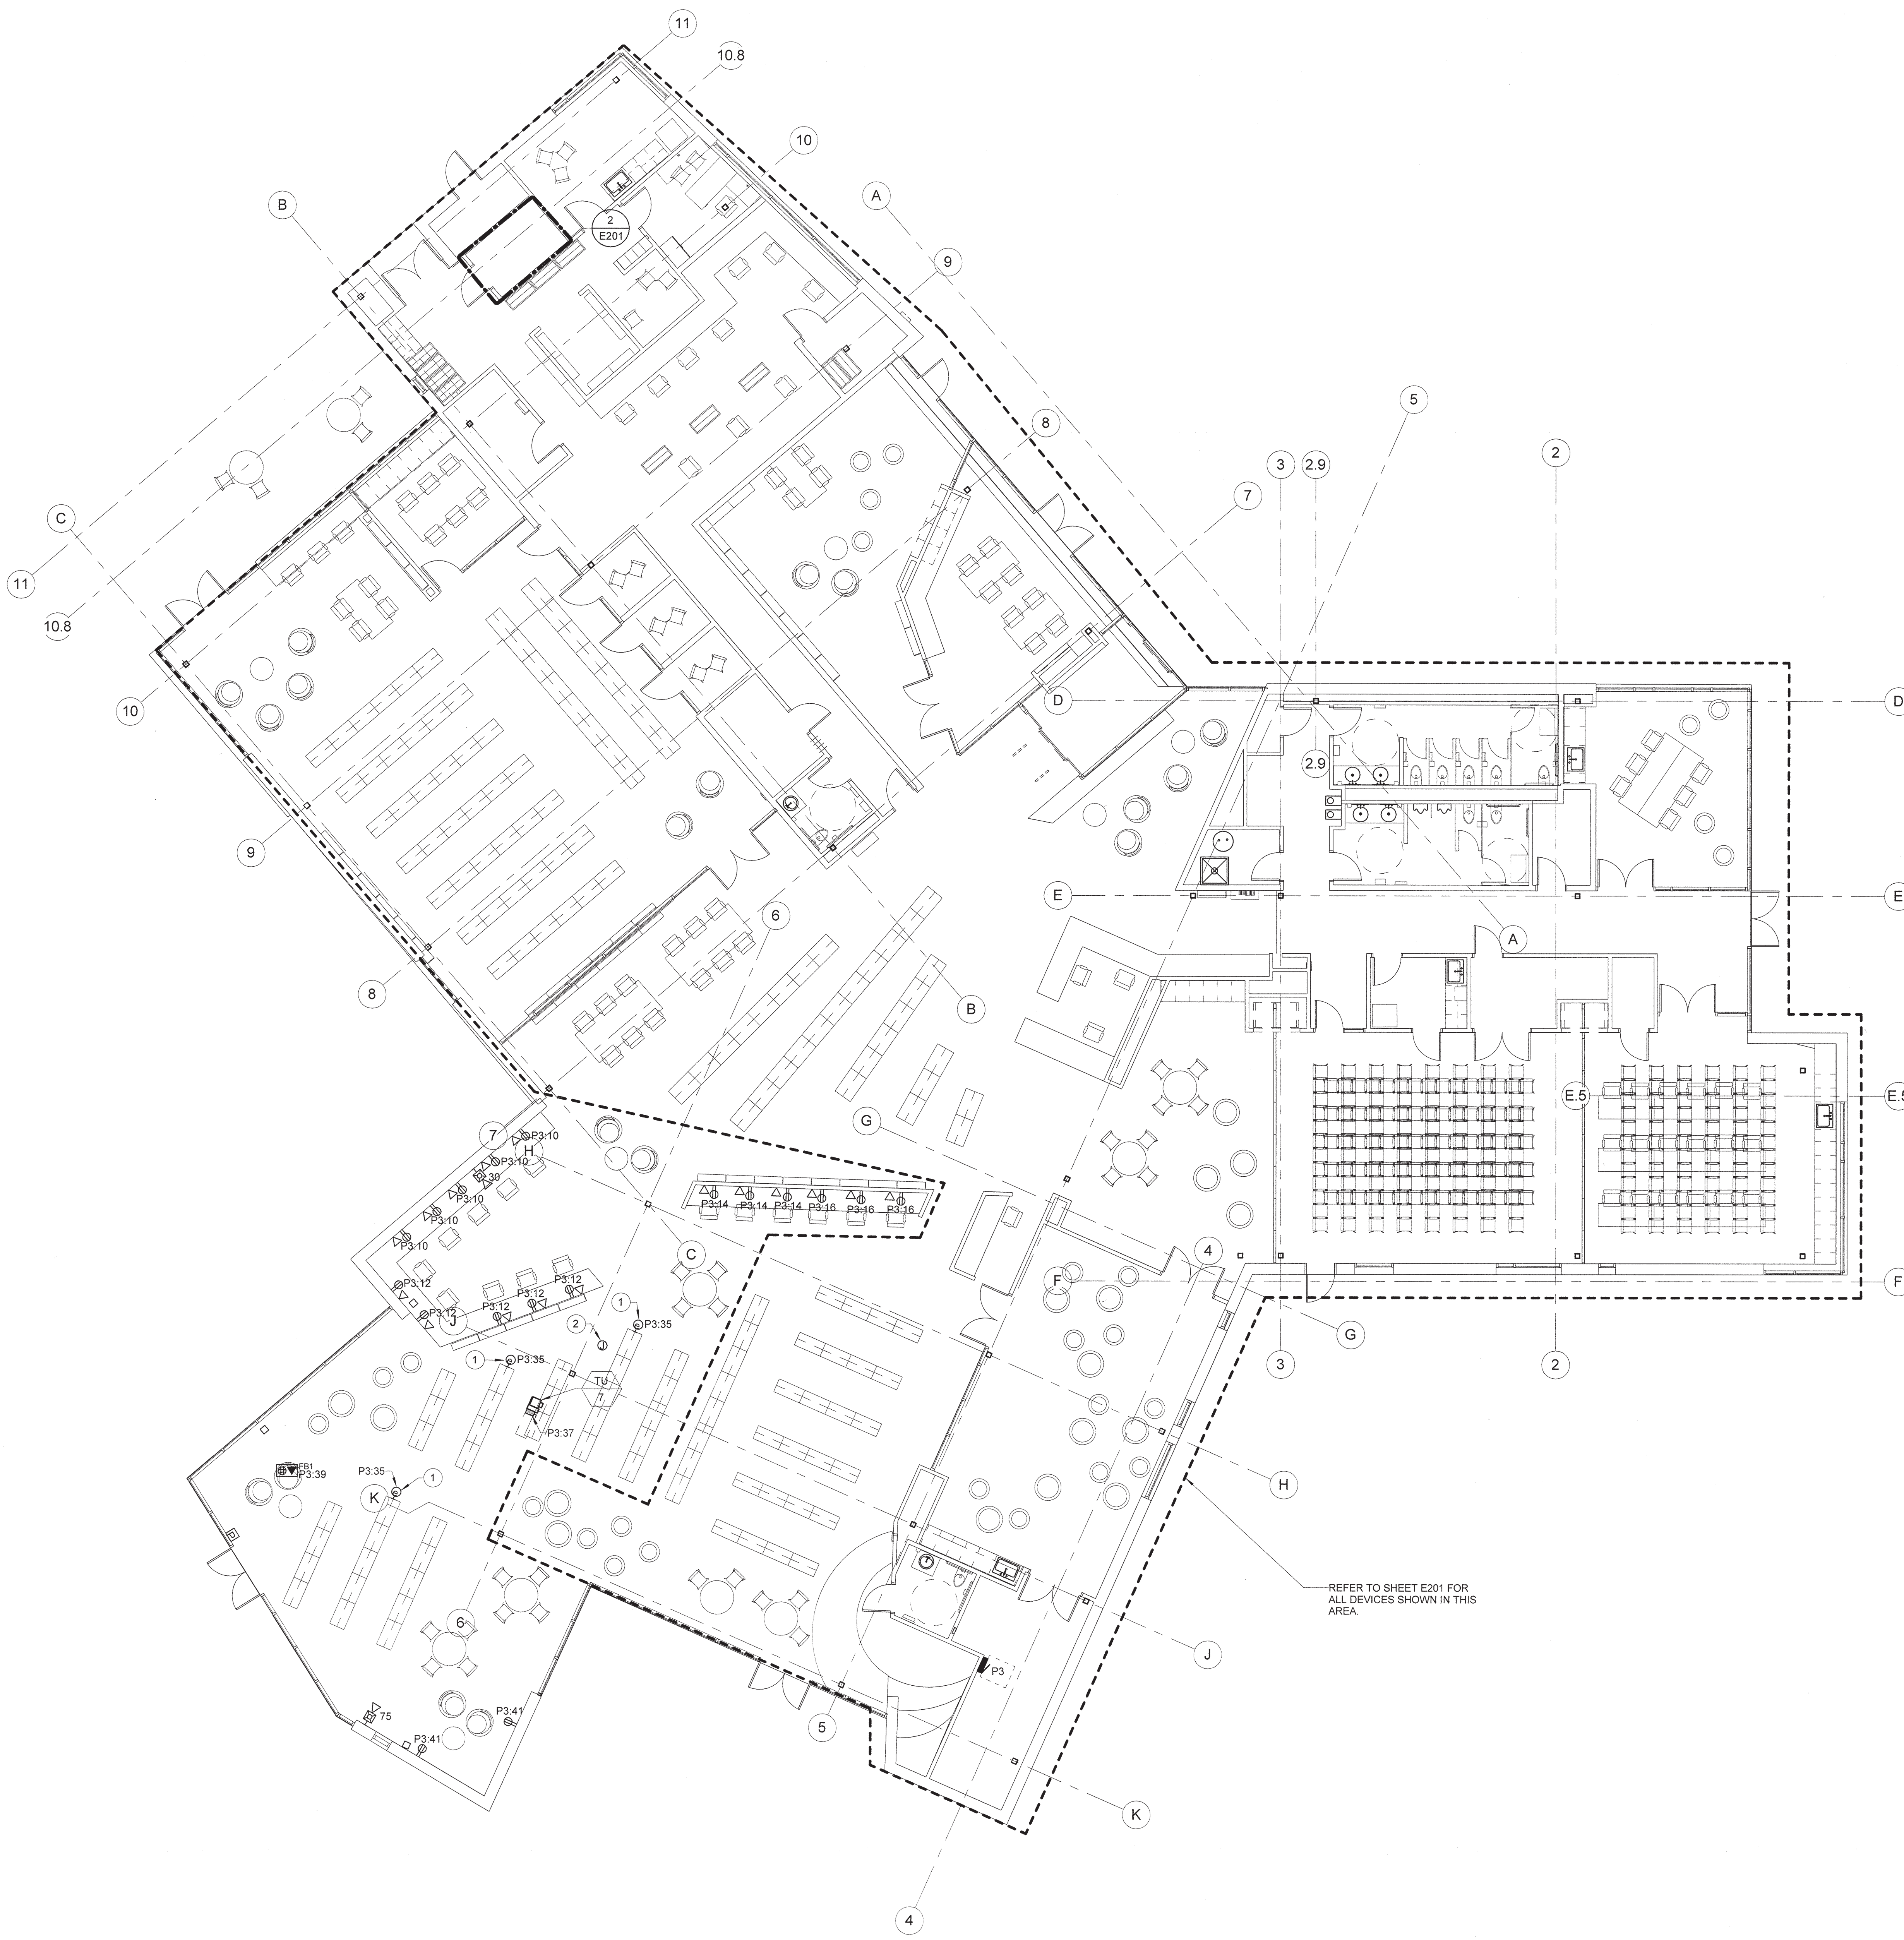 11
10.8
10
B
A
2
E201
9
5
8
2
3
2.9
7
C
11
10.8
D
D
10
2.9
9
E
E
6
A
8
B
E.5
E.5
G
7
P3:10
H
P3:10
30
P3:10
P3:10
P3:10
P3:14
P3:14
P3:14
P3:16
P3:16
P3:16
C
4
F
F
P3:12
P3:12
P3:12
P3:12
P3:12
J
1
P3:35
2
G
1
P3:35
3
2
TU
7
P3:37
FB1
P3:39
P3:35
1
K
H
REFER TO SHEET E201 FOR
ALL DEVICES SHOWN IN THIS
AREA.
6
J
P3
75
P3:41
P3:41
5
K
4